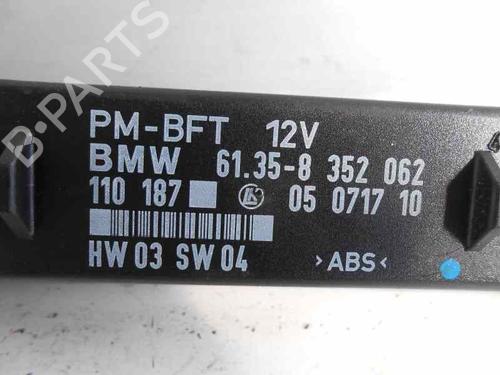 PM-BFT 12V
BMW 61.35-8 352 062
110 187 05 0717 10
HW 03 SW 04 >ABS<
B-PARTS